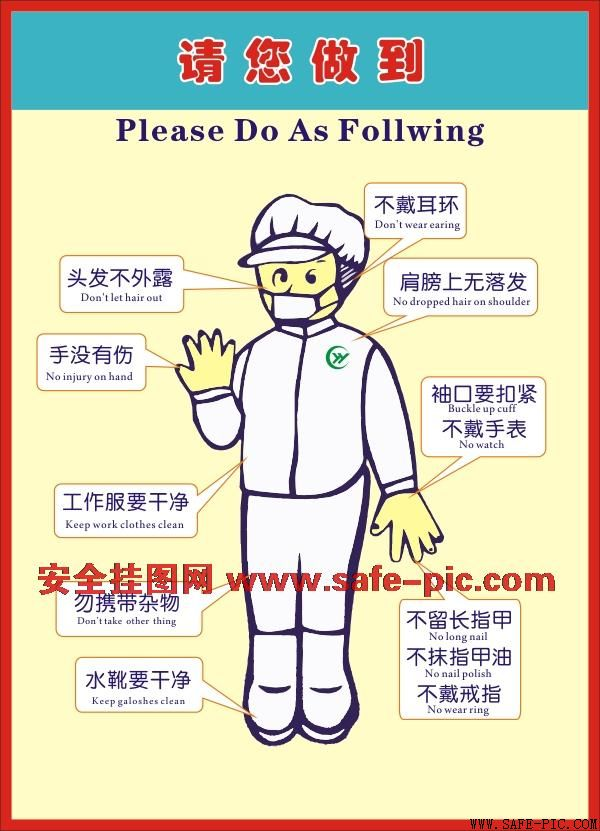 请您做到
Please Do As Follwing
不戴耳环
Don't wear earing
头发不外露
Don't let hair out
肩膀上无落发
No dropped hair on shoulder
手没有伤
No injury on hand
袖口要扣紧
Buckle up cuff
不戴手表
No watch
工作服要干净
Keep work clothes clean
安全挂图网 www.safe-pic.com
勿携带杂物
Don't take other thing
不留长指甲
No long nail
不抹指甲油
No nail polish
不戴戒指
No wear ring
水靴要干净
Keep galoshes clean
WWW.SAFE-PIC.COM